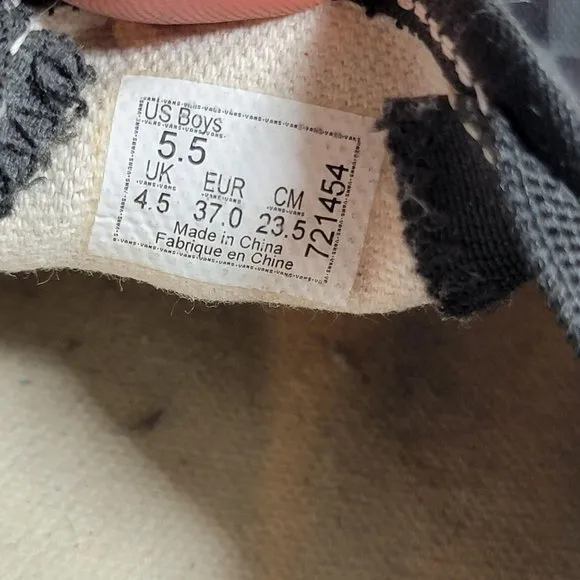 US Boys
5.5
UK EUR CM
4.5 37.0 23.5
Made in China
Fabrique en Chine
721454